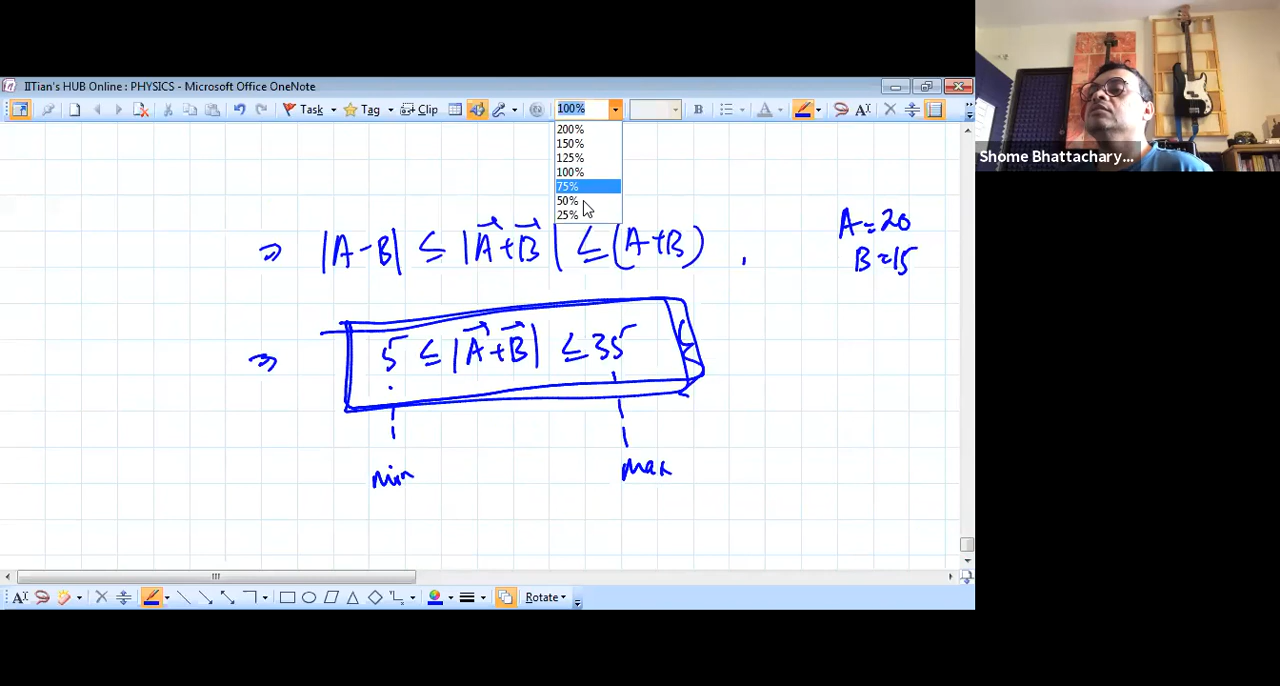 IITian's HUB Online : PHYSICS - Microsoft Office OneNote
Task Tag Clip 100% B A
200%
150%
125%
100%
75%
50%
25%
⇒ |A-B| ≤ |A⃗+B⃗| ≤ (A+B) .
A=20
B=15
⇒ 5 ≤ |A⃗+B⃗| ≤ 35
min max
Rotate
Shome Bhattachary...